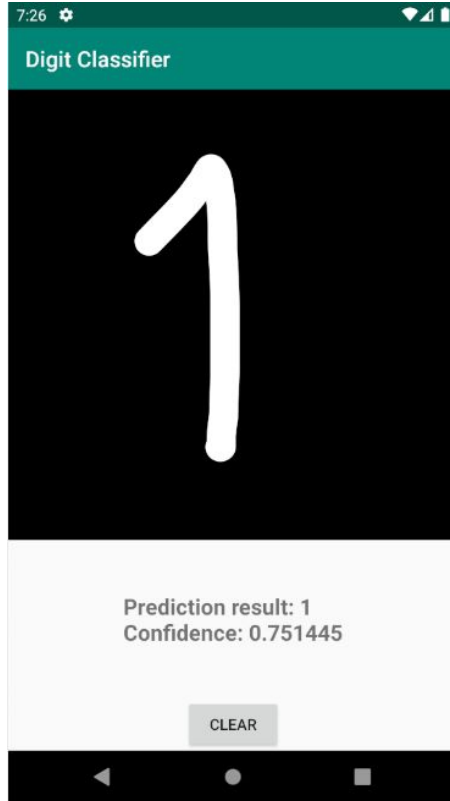 7:26
Digit Classifier
1
Prediction result: 1
Confidence: 0.751445
CLEAR